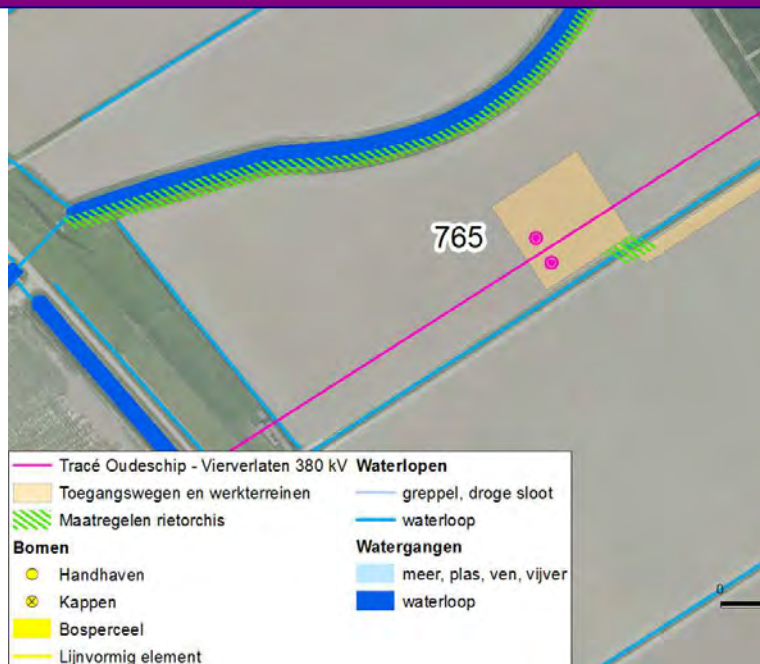 765
Tracé Oudeschip - Vierverlaten 380 kV
Toegangswegen en werkterreinen
Maatregelen rietorchis
Bomen
Handhaven
Kappen
Bosperceel
Lijnvormig element
Waterlopen
greppel, droge sloot
waterloop
Watergangen
meer, plas, ven, vijver
waterloop
0